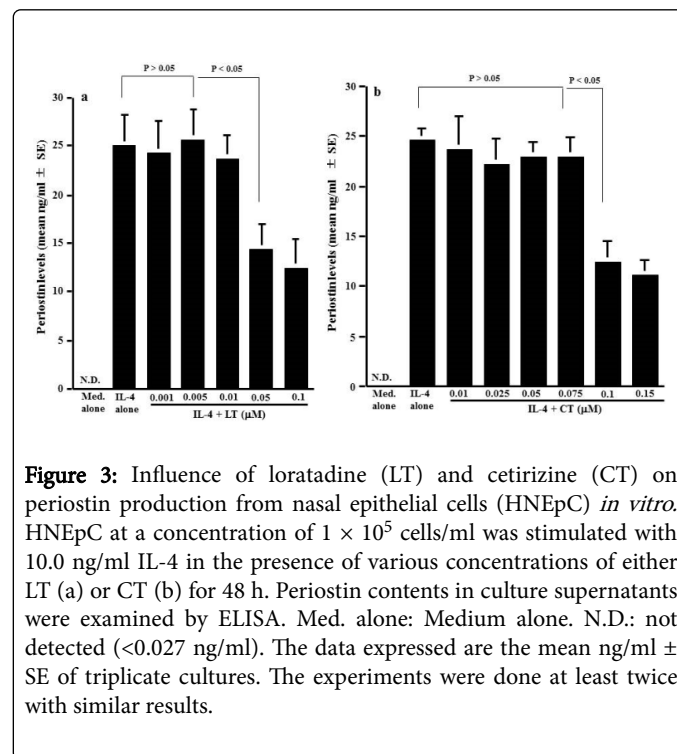 P > 0.05 P < 0.05
a
Periostin levels (mean ng/ml ± SE)
30
25
20
15
10
5
0
N.D.
Med. alone
IL-4 alone
0.001 0.005 0.01 0.05 0.1
IL-4 + LT (µM)
P > 0.05 P < 0.05
b
Periostin levels (mean ng/ml ± SE)
30
25
20
15
10
5
0
N.D.
Med. alone
IL-4 alone
0.01 0.025 0.05 0.075 0.1 0.15
IL-4 + CT (µM)
Figure 3: Influence of loratadine (LT) and cetirizine (CT) on
periostin production from nasal epithelial cells (HNEpC) in vitro.
HNEpC at a concentration of 1 × 10⁵ cells/ml was stimulated with
10.0 ng/ml IL-4 in the presence of various concentrations of either
LT (a) or CT (b) for 48 h. Periostin contents in culture supernatants
were examined by ELISA. Med. alone: Medium alone. N.D.: not
detected (<0.027 ng/ml). The data expressed are the mean ng/ml ±
SE of triplicate cultures. The experiments were done at least twice
with similar results.